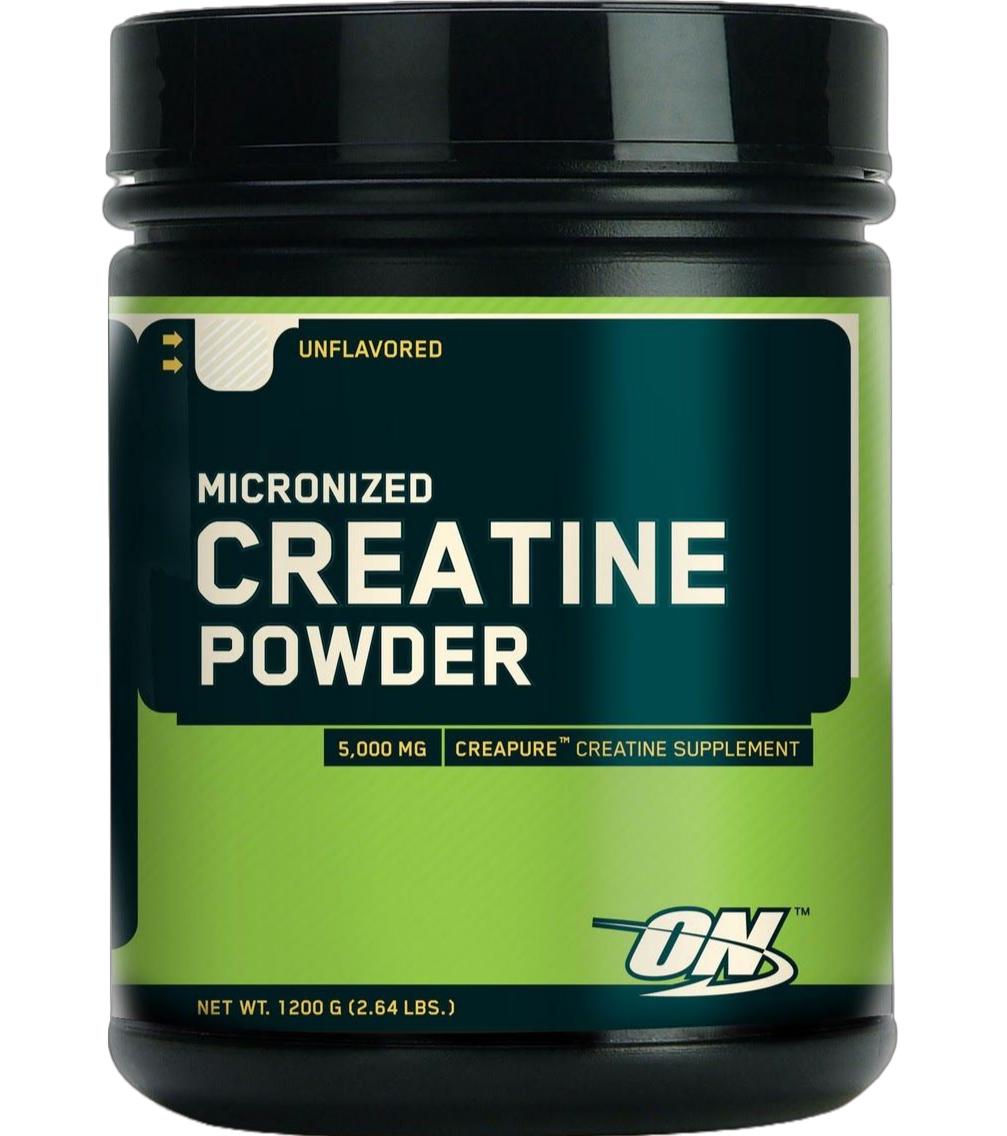 UNFLAVORED
MICRONIZED
CREATINE
POWDER
5,000 MG CREAPURE™ CREATINE SUPPLEMENT
ON™
NET WT. 1200 G (2.64 LBS.)